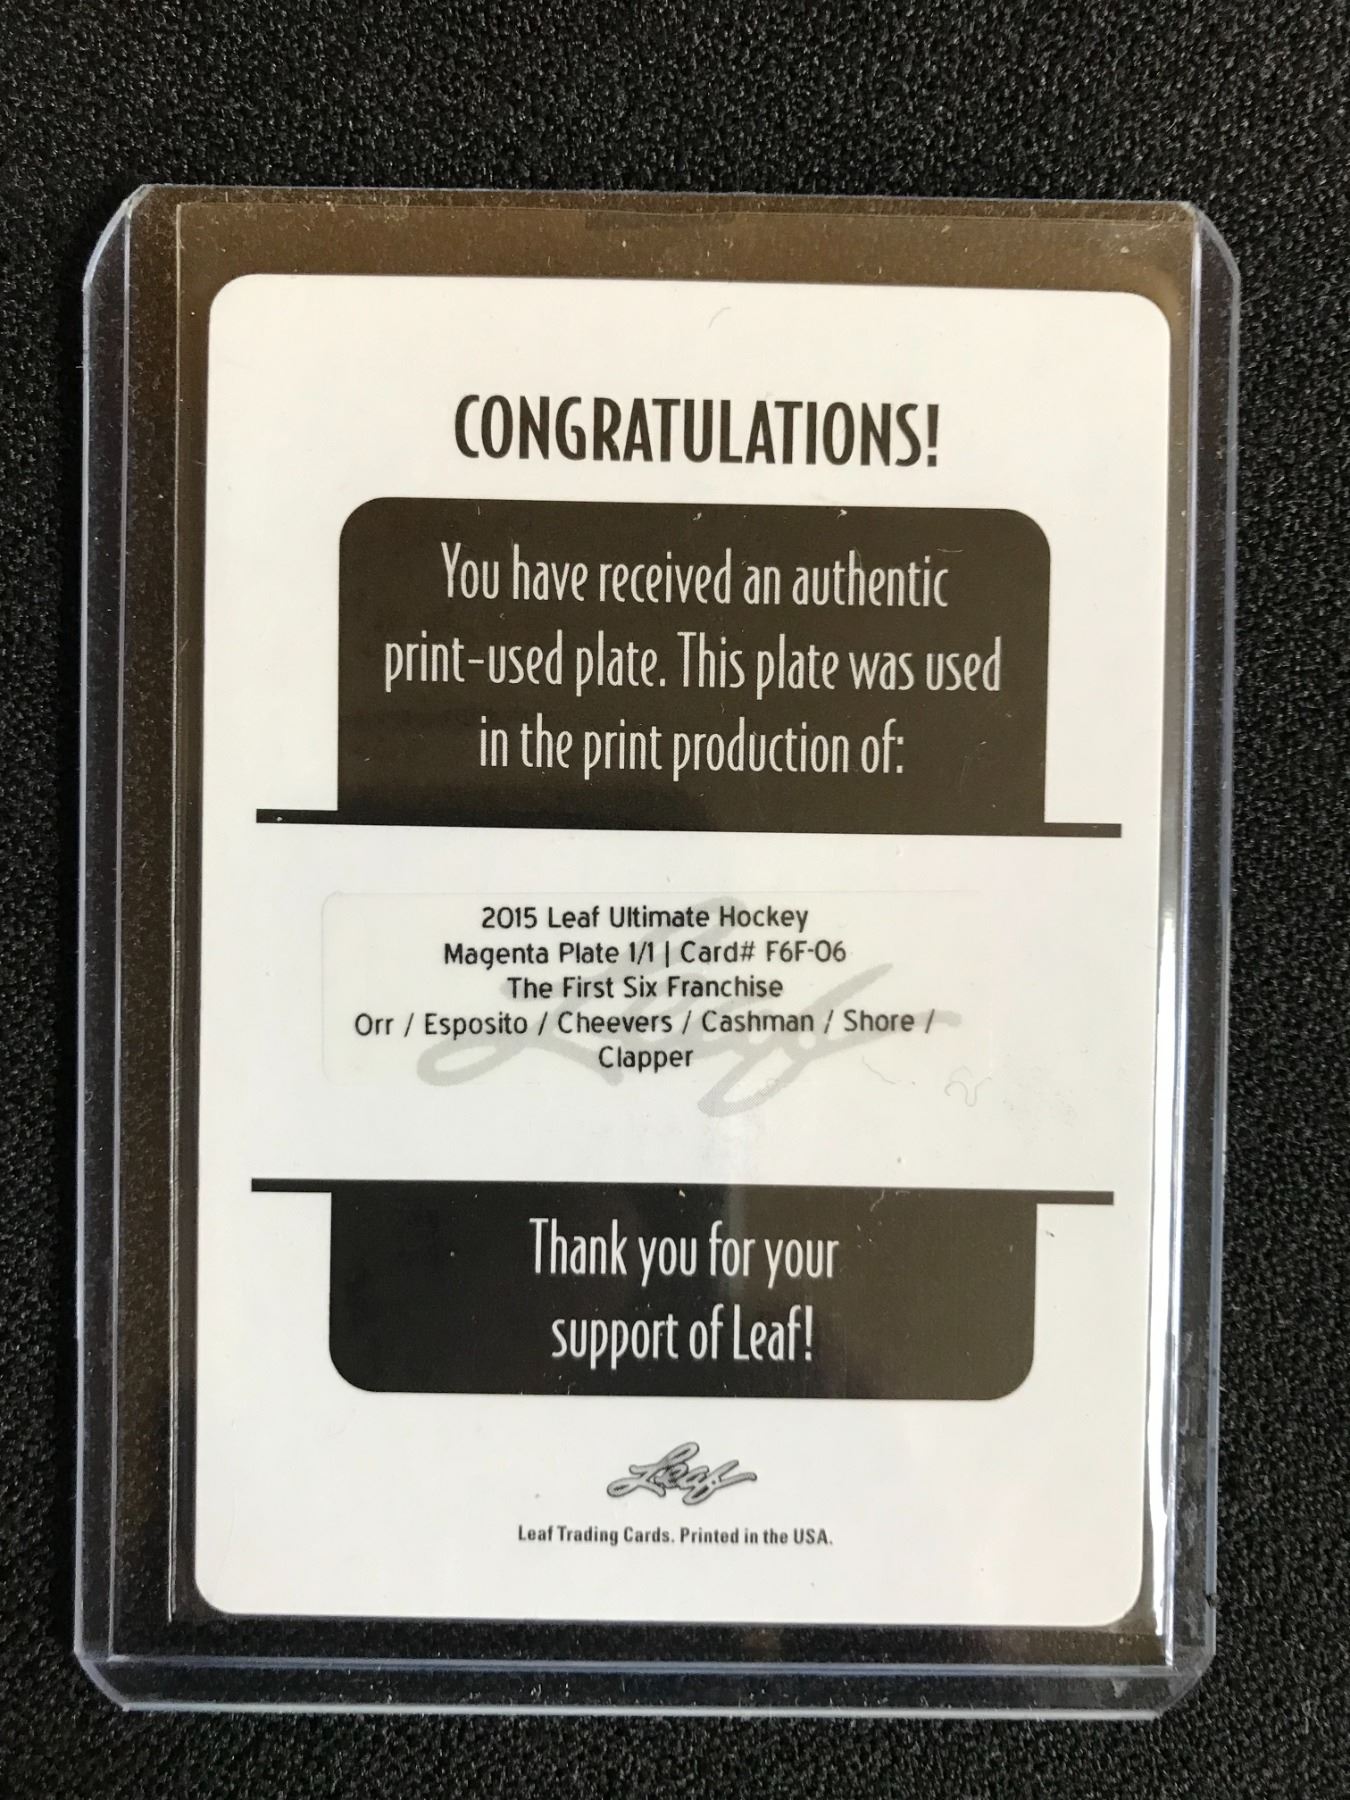 CONGRATULATIONS!
You have received an authentic
print-used plate. This plate was used
in the print production of:
2015 Leaf Ultimate Hockey
Magenta Plate 1/1 | Card# F6F-06
The First Six Franchise
Orr / Esposito / Cheevers / Cashman / Shore /
Clapper
Leaf
Thank you for your
support of Leaf!
Leaf
Leaf Trading Cards. Printed in the USA.